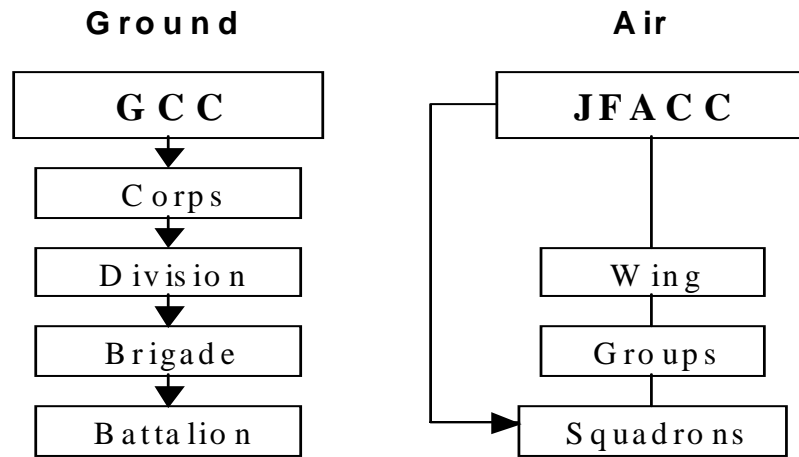 Ground
GCC
Corps
Division
Brigade
Battalion
Air
JFACC
Wing
Groups
Squadrons